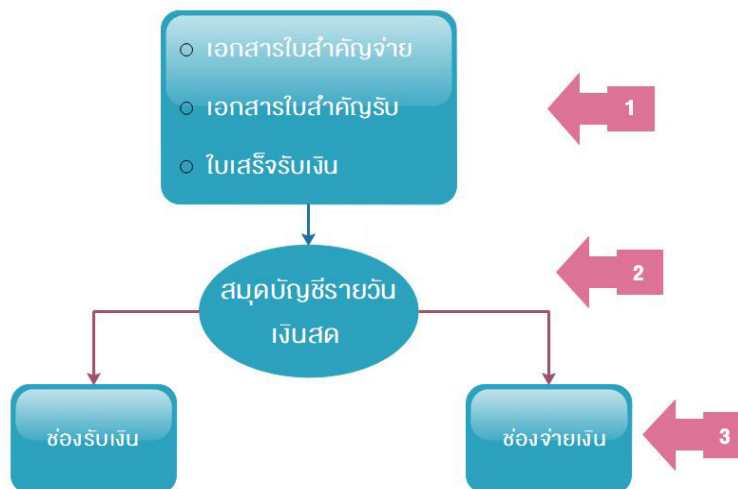 เอกสารใบสำคัญจ่าย
เอกสารใบสำคัญรับ
ใบเสร็จรับเงิน
1
สมุดบัญชีรายวัน
เงินสด
2
ช่องรับเงิน
ช่องจ่ายเงิน
3